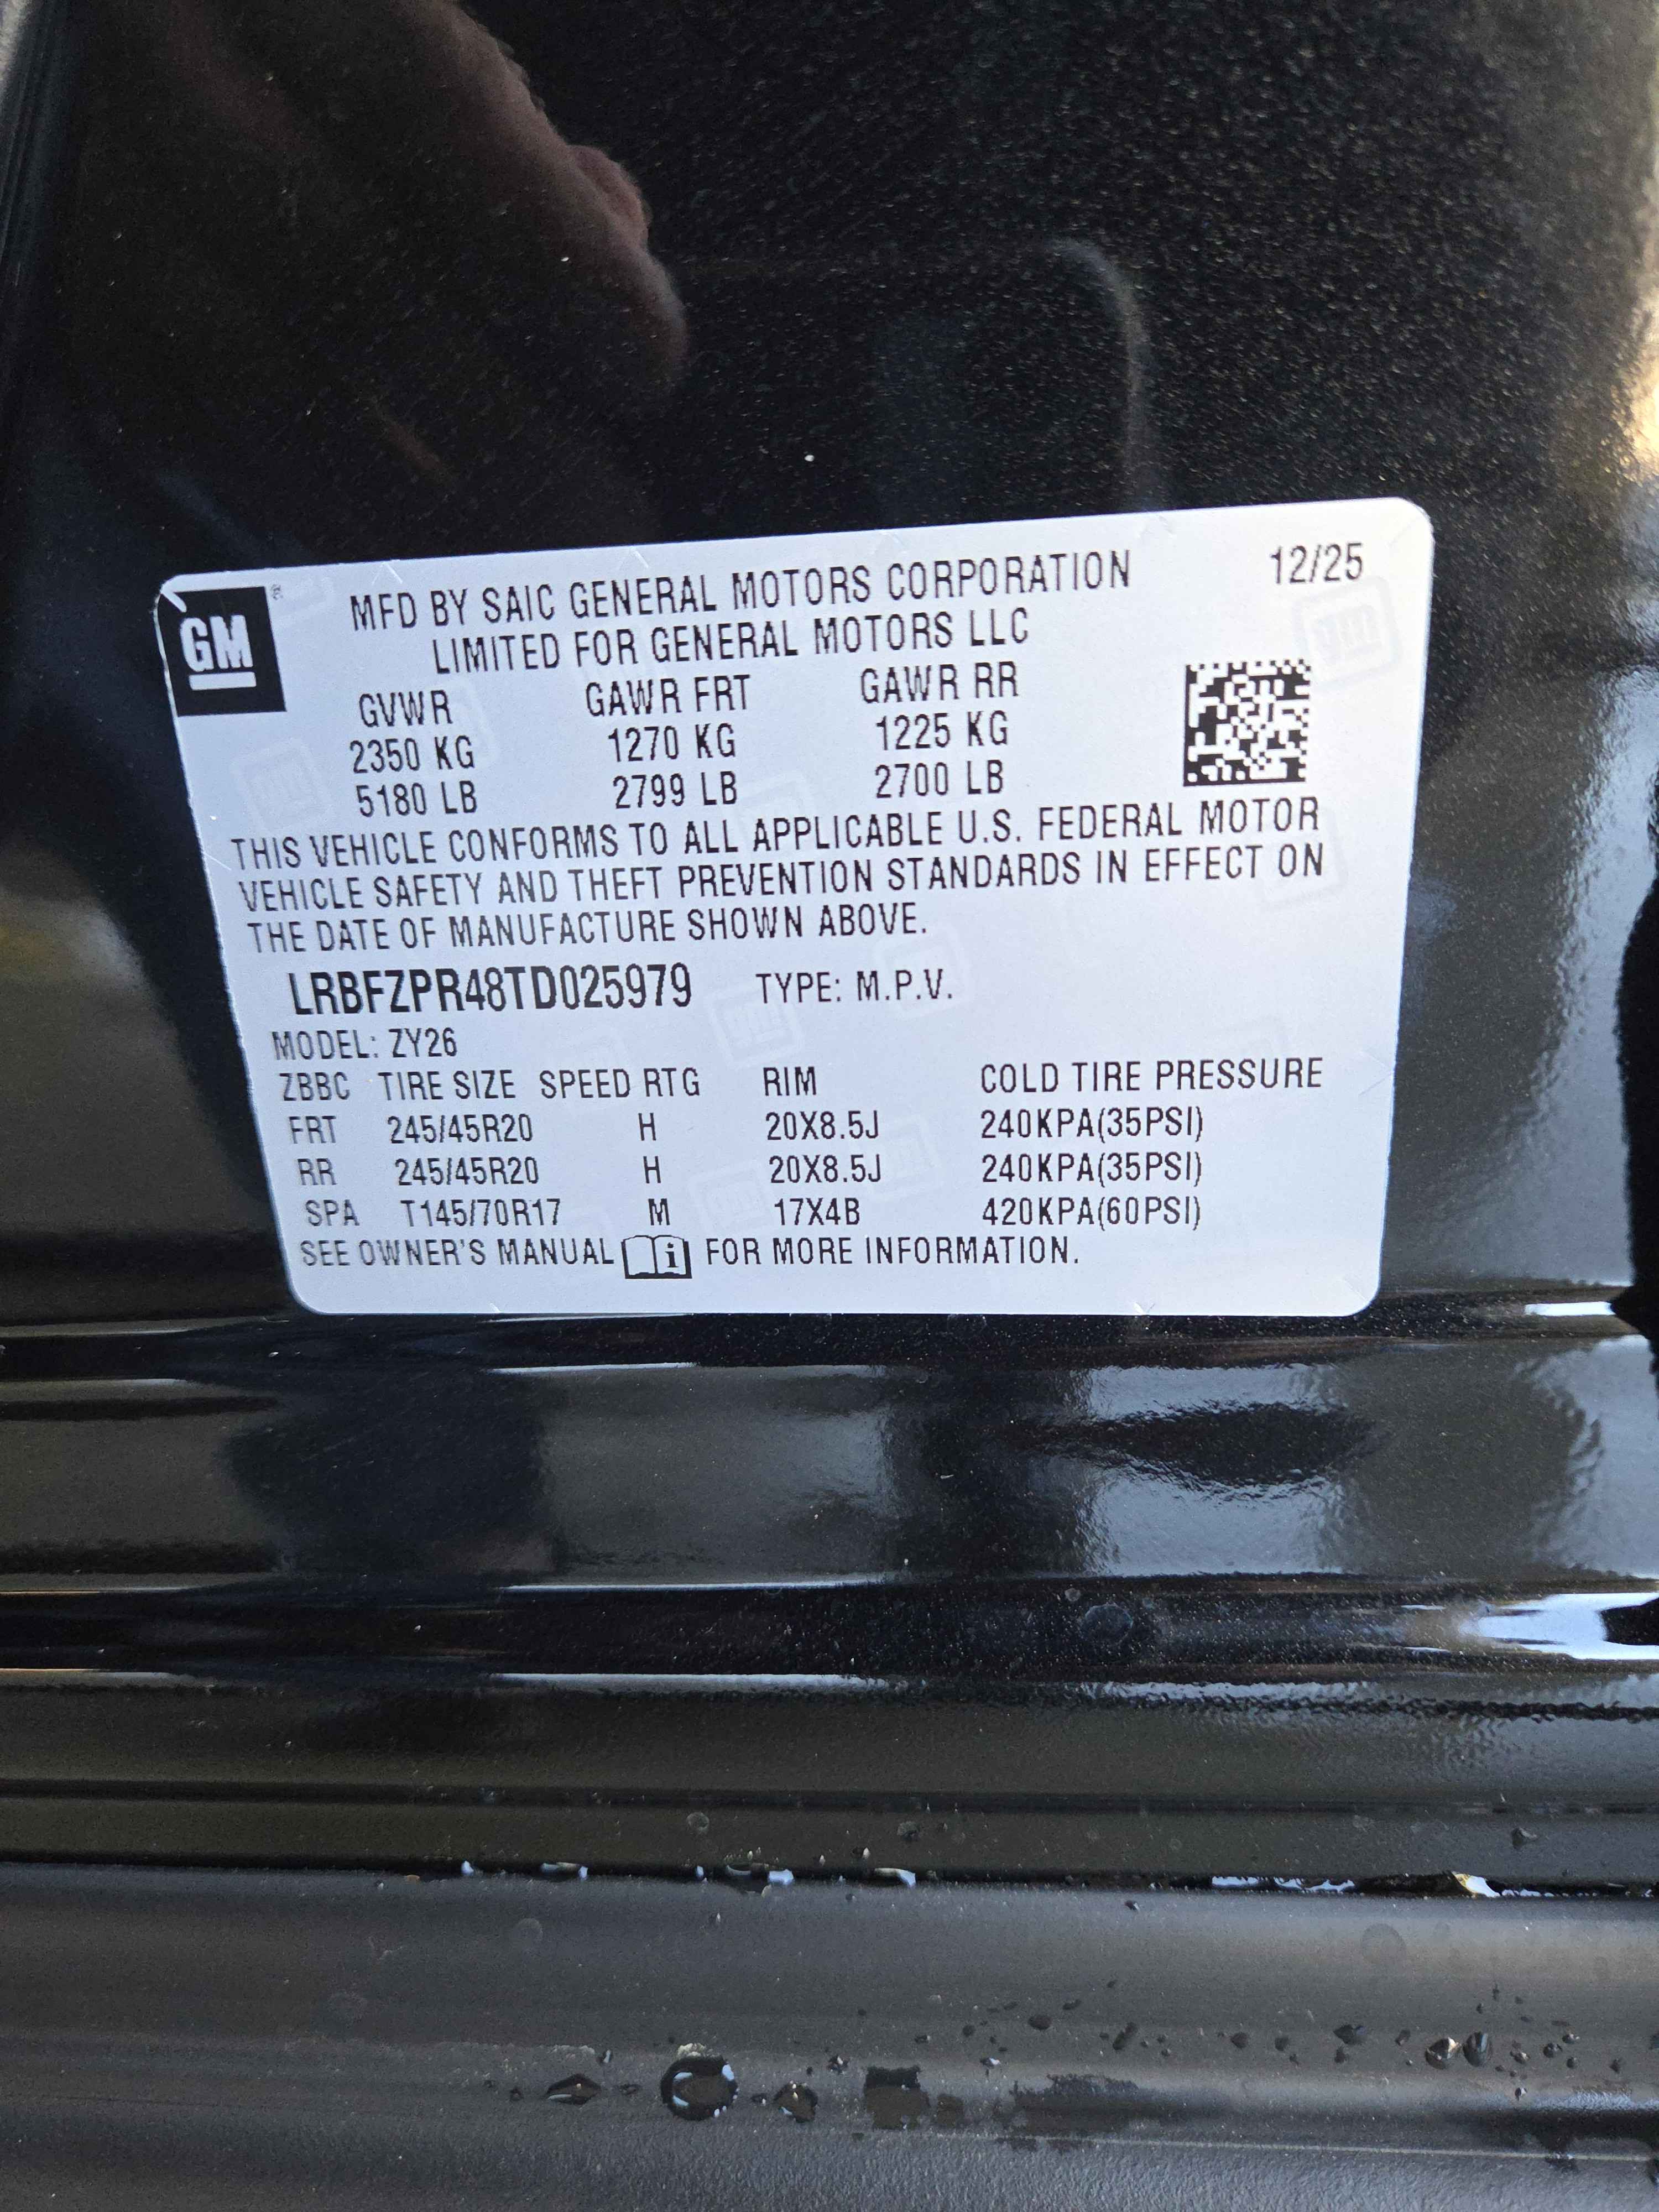 GM ®
MFD BY SAIC GENERAL MOTORS CORPORATION 12/25
LIMITED FOR GENERAL MOTORS LLC
GVWR GAWR FRT GAWR RR
2350 KG 1270 KG 1225 KG
5180 LB 2799 LB 2700 LB
THIS VEHICLE CONFORMS TO ALL APPLICABLE U.S. FEDERAL MOTOR
VEHICLE SAFETY AND THEFT PREVENTION STANDARDS IN EFFECT ON
THE DATE OF MANUFACTURE SHOWN ABOVE.
LRBFZPR48TD025979 TYPE: M.P.V.
MODEL: ZY26
ZBBC TIRE SIZE SPEED RTG RIM COLD TIRE PRESSURE
FRT 245/45R20 H 20X8.5J 240KPA(35PSI)
RR 245/45R20 H 20X8.5J 240KPA(35PSI)
SPA T145/70R17 M 17X4B 420KPA(60PSI)
SEE OWNER'S MANUAL i FOR MORE INFORMATION.